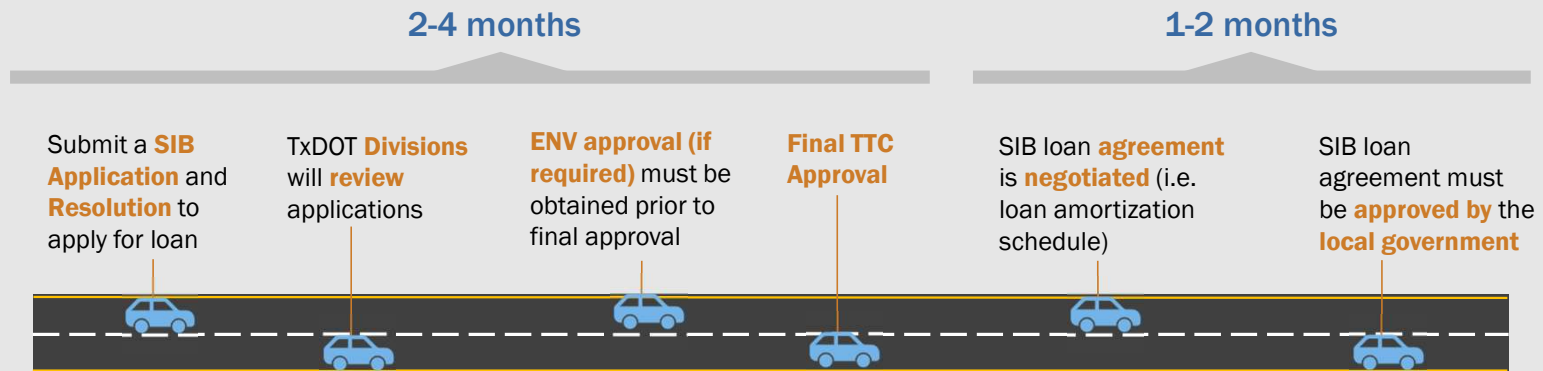 2-4 months
1-2 months
Submit a SIB
Application and
Resolution to
apply for loan
TxDOT Divisions
will review
applications
ENV approval (if
required) must be
obtained prior to
final approval
Final TTC
Approval
SIB loan agreement
is negotiated (i.e.
loan amortization
schedule)
SIB loan
agreement must
be approved by the
local government